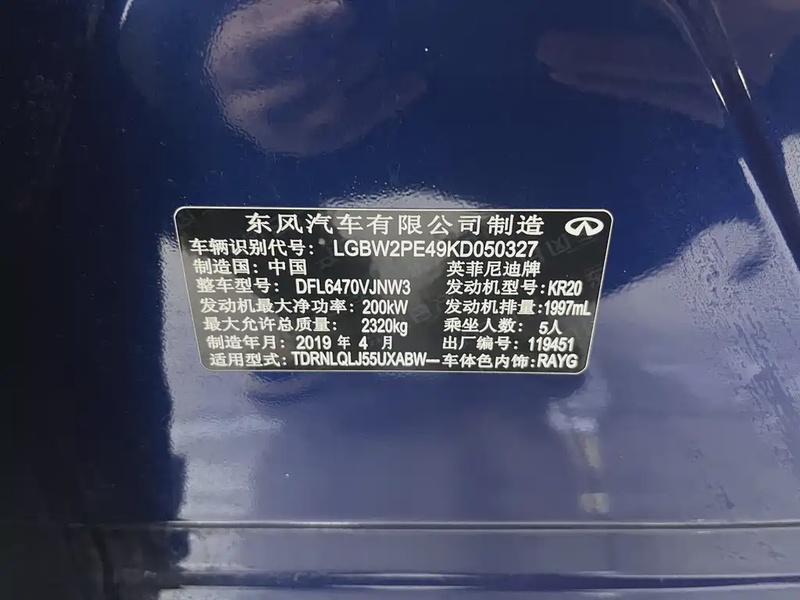 东风汽车有限公司制造
车辆识别代号: LGBW2PE49KD050327
制造国: 中国 英菲尼迪牌
整车型号: DFL6470VJNW3 发动机型号: KR20
发动机最大净功率: 200kW 发动机排量: 1997mL
最大允许总质量: 2320kg 乘坐人数: 5人
制造年月: 2019 年 4 月 出厂编号: 119451
适用型式: TDRNLQLJ55UXABW— 车体色内饰: RAYG